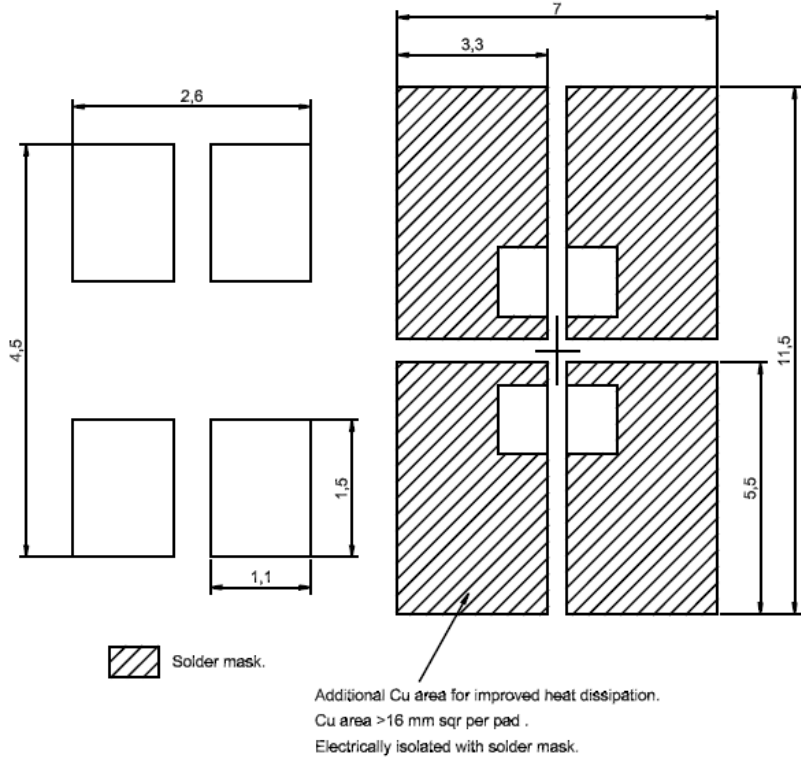 7
3,3
2,6
4,5
11,5
1,5
5,5
1,1
Solder mask.
Additional Cu area for improved heat dissipation.
Cu area >16 mm sqr per pad .
Electrically isolated with solder mask.